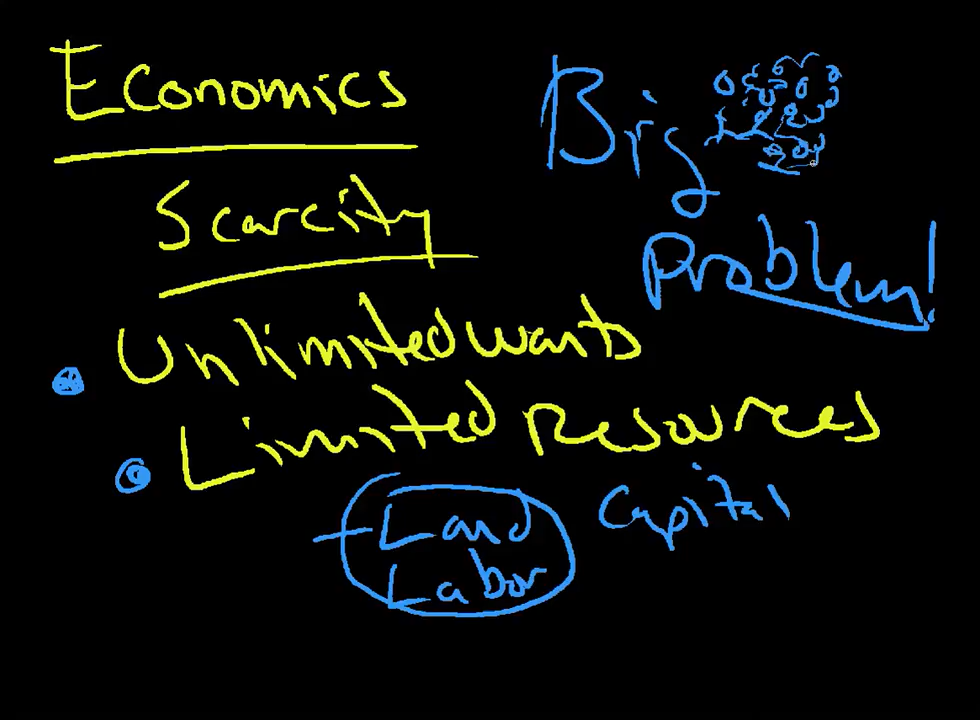 Economics
Big
Scarcity
Problem!
Unlimited wants
Limited Resources
Land
Capital
Labor